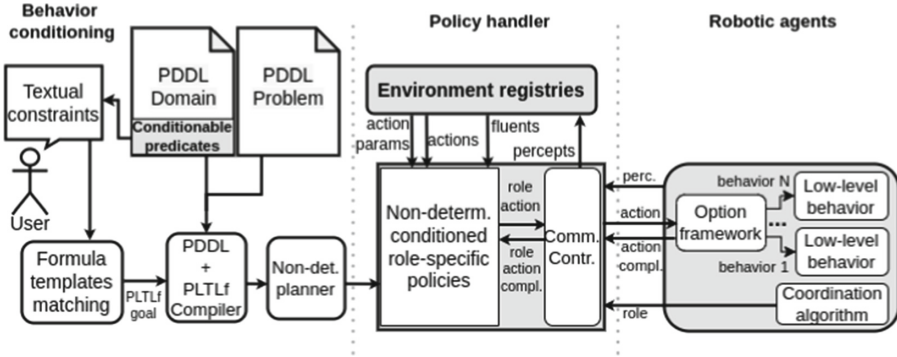 Behavior
conditioning
Policy handler
Robotic agents
Textual
constraints
PDDL
Domain
PDDL
Problem
Conditionable
predicates
User
Formula
templates
matching
PLTLf
goal
PDDL
+
PLTLf
Compiler
Non-det.
planner
Environment registries
action
params
actions
fluents
percepts
Non-determ.
conditioned
role-specific
policies
role
action
role
action
compl.
Comm.
Contr.
perc.
action
action
compl.
role
Option
framework
behavior N
...
behavior 1
Low-level
behavior
Low-level
behavior
Coordination
algorithm